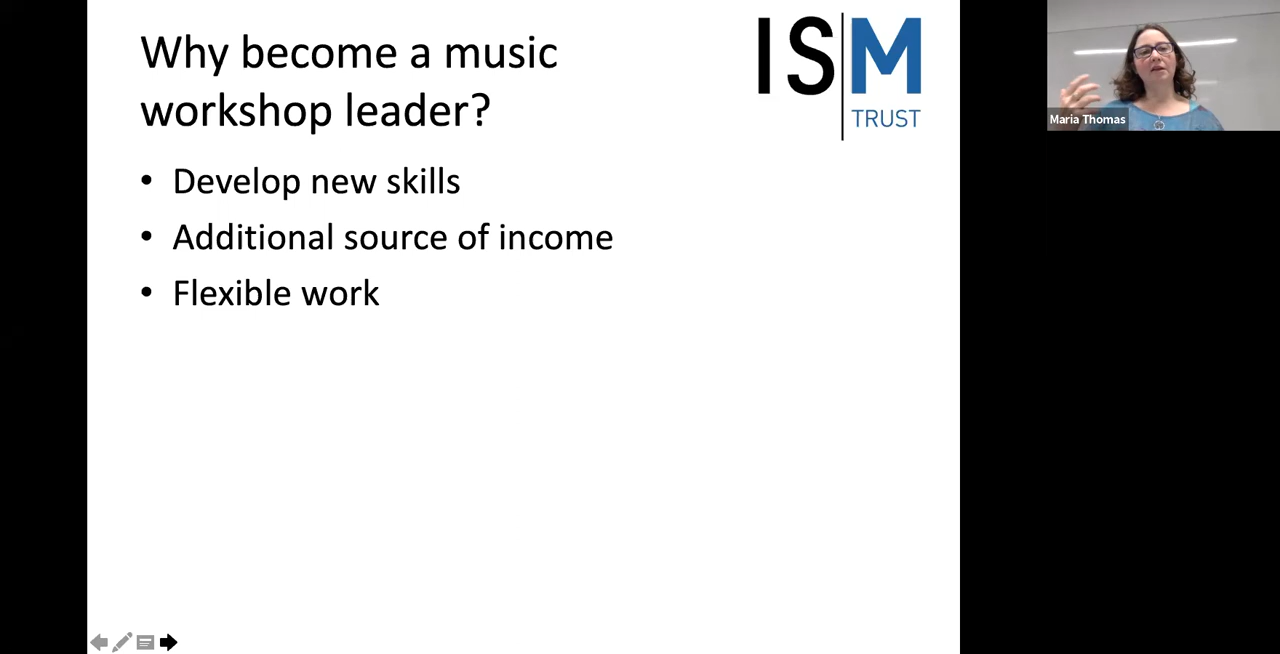 Why become a music
workshop leader?
ISM
TRUST
• Develop new skills
• Additional source of income
• Flexible work
Maria Thomas